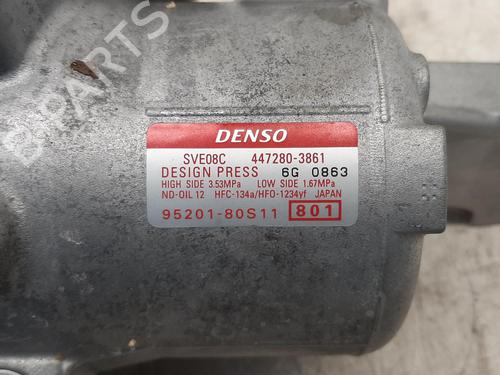 B-PARTS
DENSO
SVE08C 447280-3861
DESIGN PRESS 6G 0863
HIGH SIDE 3.53MPa LOW SIDE 1.67MPa
ND-OIL 12 HFC-134a/HFO-1234yf JAPAN
95201-80S11 801